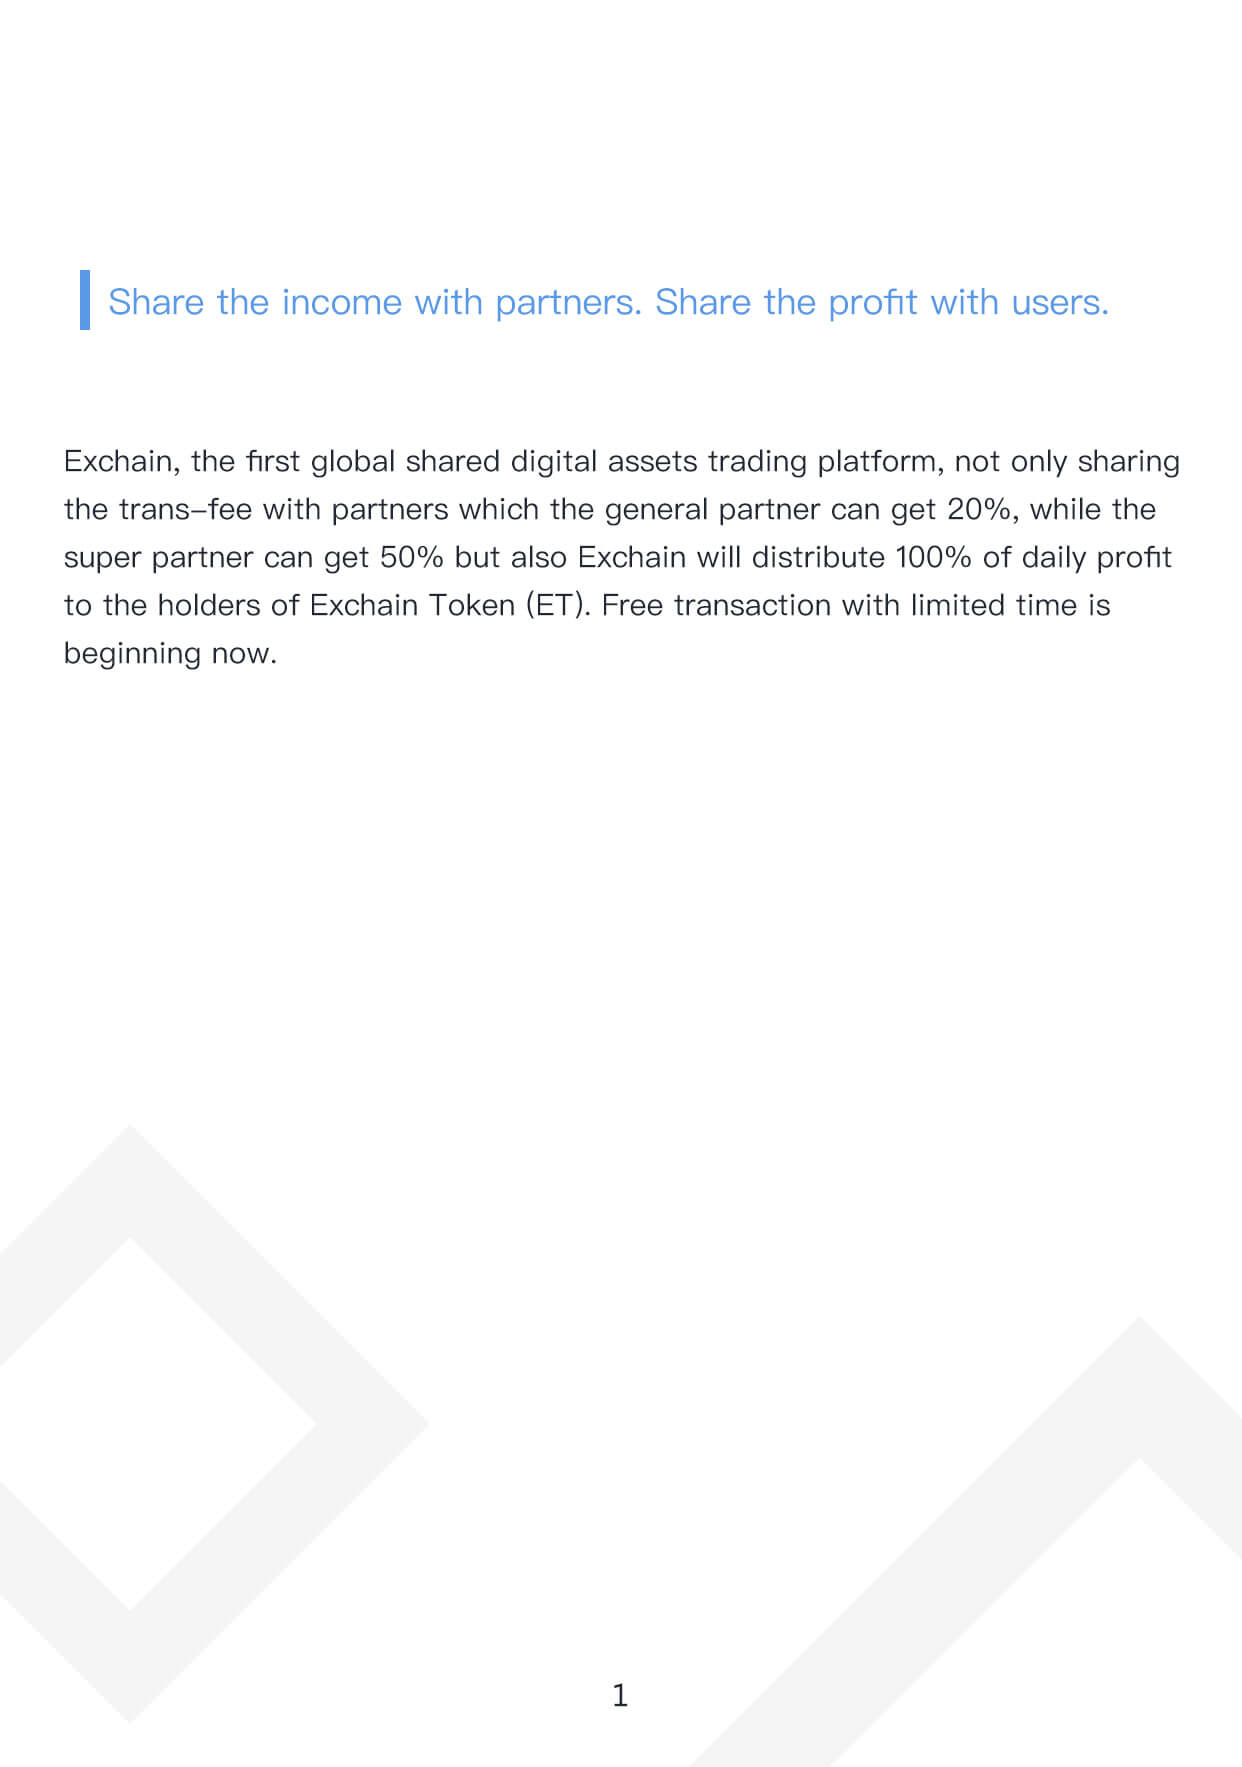 Share the income with partners. Share the profit with users.
Exchain, the first global shared digital assets trading platform, not only sharing
the trans–fee with partners which the general partner can get 20%, while the
super partner can get 50% but also Exchain will distribute 100% of daily profit
to the holders of Exchain Token (ET). Free transaction with limited time is
beginning now.
1